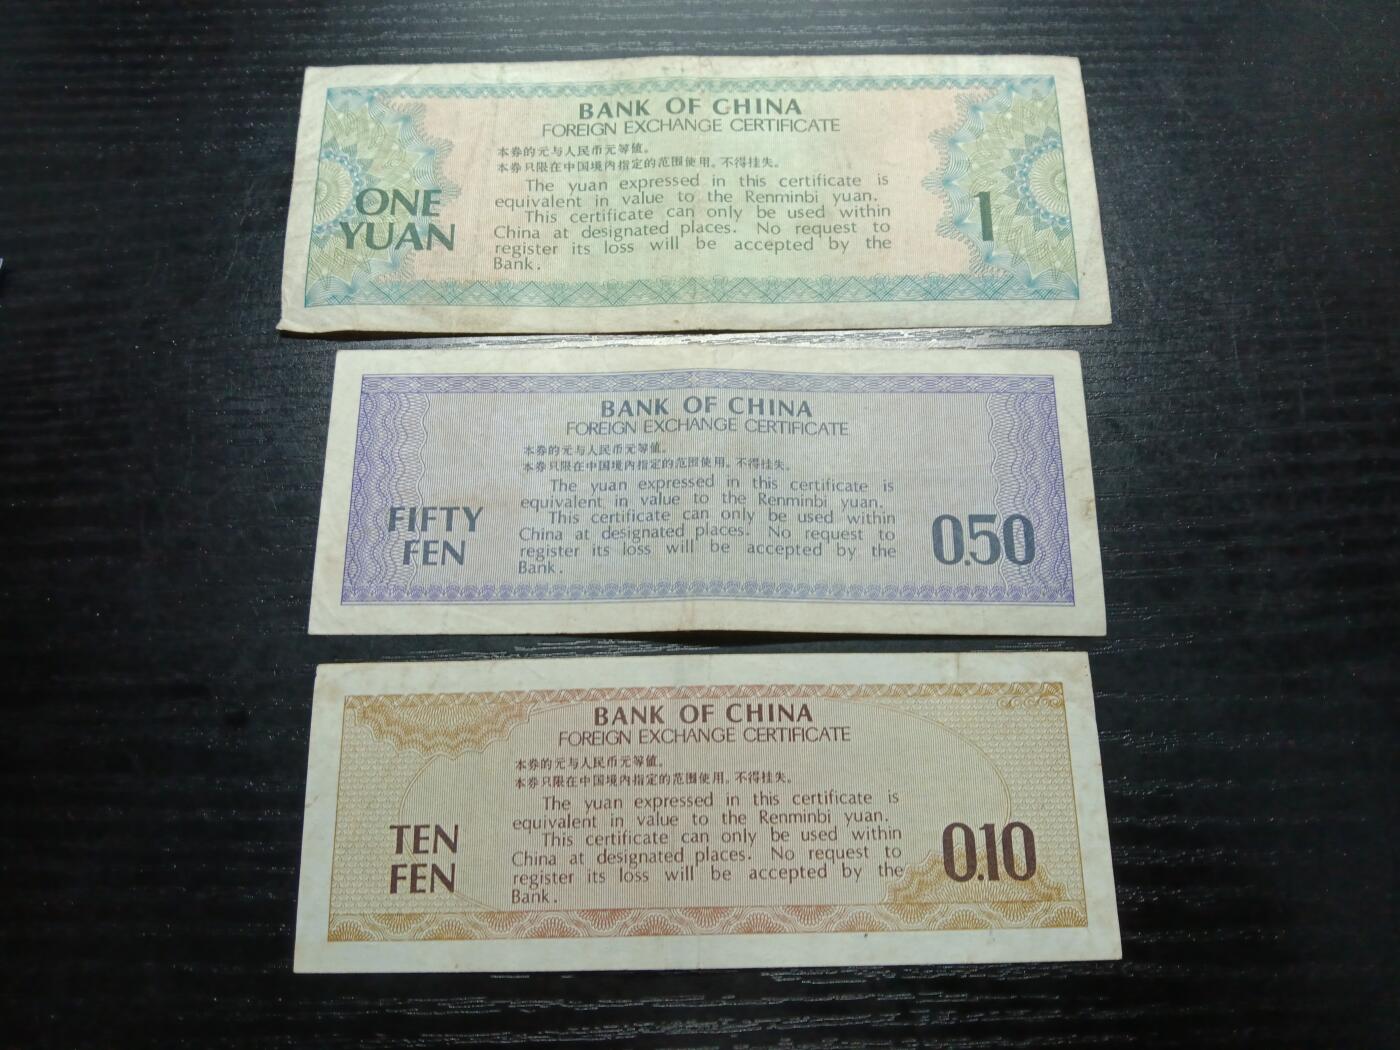 BANK OF CHINA
FOREIGN EXCHANGE CERTIFICATE
本券的元与人民币元等值。
本券只限在中国境内指定的范围使用。不得挂失。
The yuan expressed in this certificate is
equivalent in value to the Renminbi yuan.
This certificate can only be used within
China at designated places. No request to
register its loss will be accepted by the
Bank.
ONE
YUAN
1
BANK OF CHINA
FOREIGN EXCHANGE CERTIFICATE
本券的元与人民币元等值。
本券只限在中国境内指定的范围使用。不得挂失。
The yuan expressed in this certificate is
equivalent in value to the Renminbi yuan.
This certificate can only be used within
China at designated places. No request to
register its loss will be accepted by the
Bank.
FIFTY
FEN
0.50
BANK OF CHINA
FOREIGN EXCHANGE CERTIFICATE
本券的元与人民币元等值。
本券只限在中国境内指定的范围使用。不得挂失。
The yuan expressed in this certificate is
equivalent in value to the Renminbi yuan.
This certificate can only be used within
China at designated places. No request to
register its loss will be accepted by the
Bank.
TEN
FEN
0.10